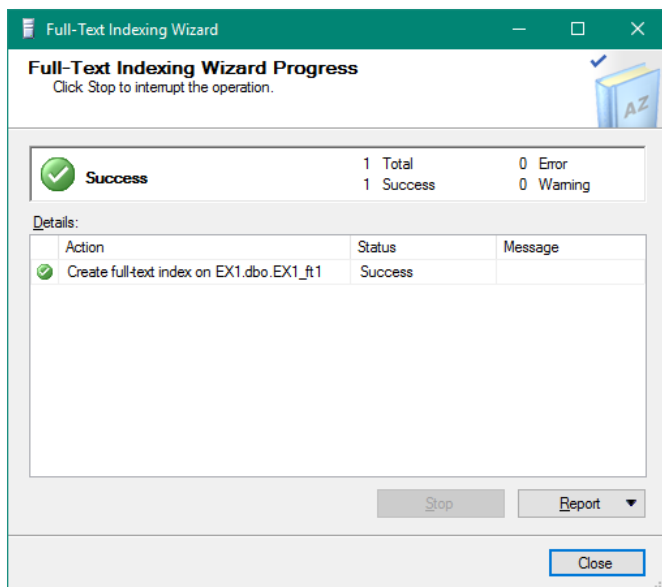 Full-Text Indexing Wizard
Full-Text Indexing Wizard Progress
Click Stop to interrupt the operation.
AZ
Success
1 Total 0 Error
1 Success 0 Warning
Details:
Action Status Message
Create full-text index on EX1.dbo.EX1_ft1 Success
Stop Report
Close